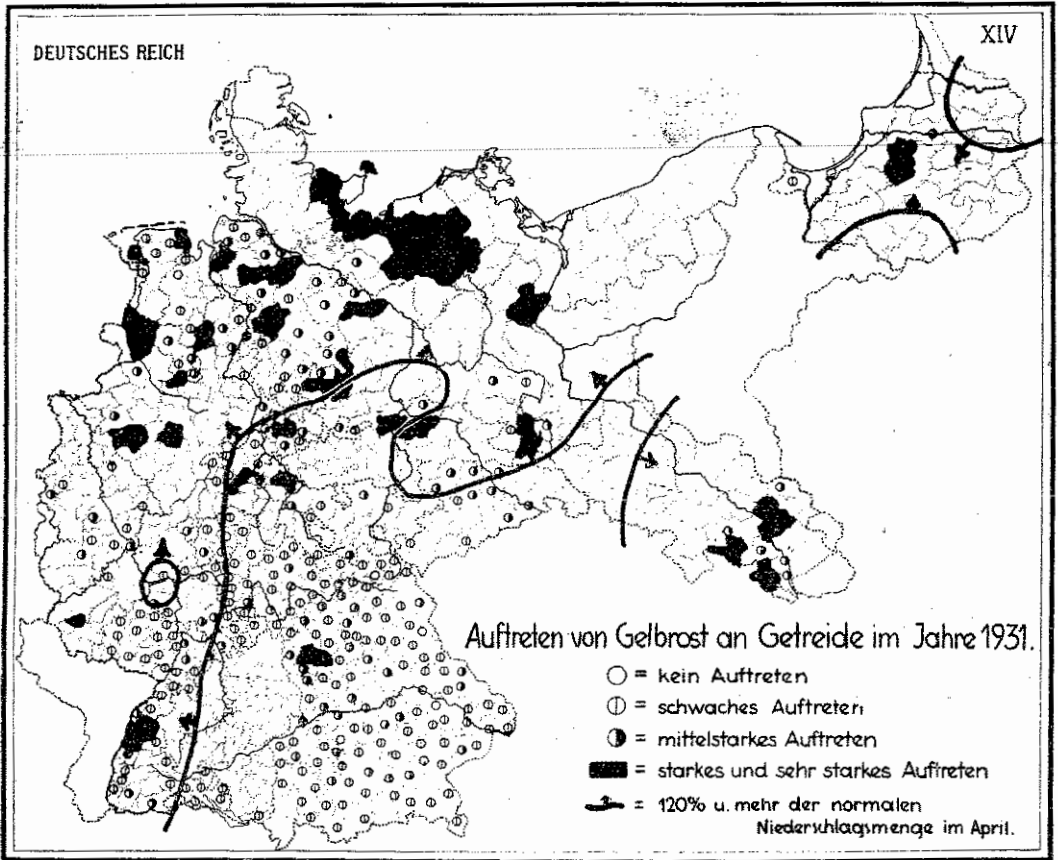 DEUTSCHES REICH
XIV
Auftreten von Gelbrost an Getreide im Jahre 1931.
= kein Auftreten
= schwaches Auftreten
= mittelstarkes Auftreten
= starkes und sehr starkes Auftreten
= 120% u. mehr der normalen
Niederschlagsmenge im April.